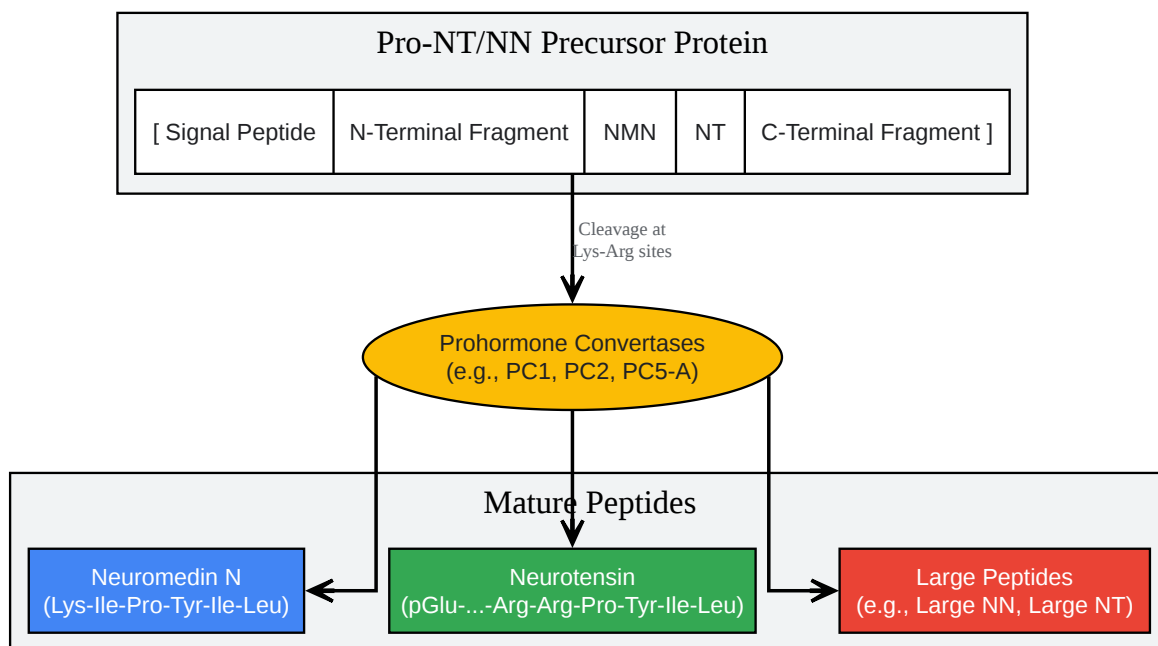 Pro-NT/NN Precursor Protein
[ Signal Peptide
N-Terminal Fragment
NMN
NT
C-Terminal Fragment ]
Cleavage at
Lys-Arg sites
Prohormone Convertases
(e.g., PC1, PC2, PC5-A)
Mature Peptides
Neuromedin N
(Lys-Ile-Pro-Tyr-Ile-Leu)
Neurotensin
(pGlu-...-Arg-Arg-Pro-Tyr-Ile-Leu)
Large Peptides
(e.g., Large NN, Large NT)